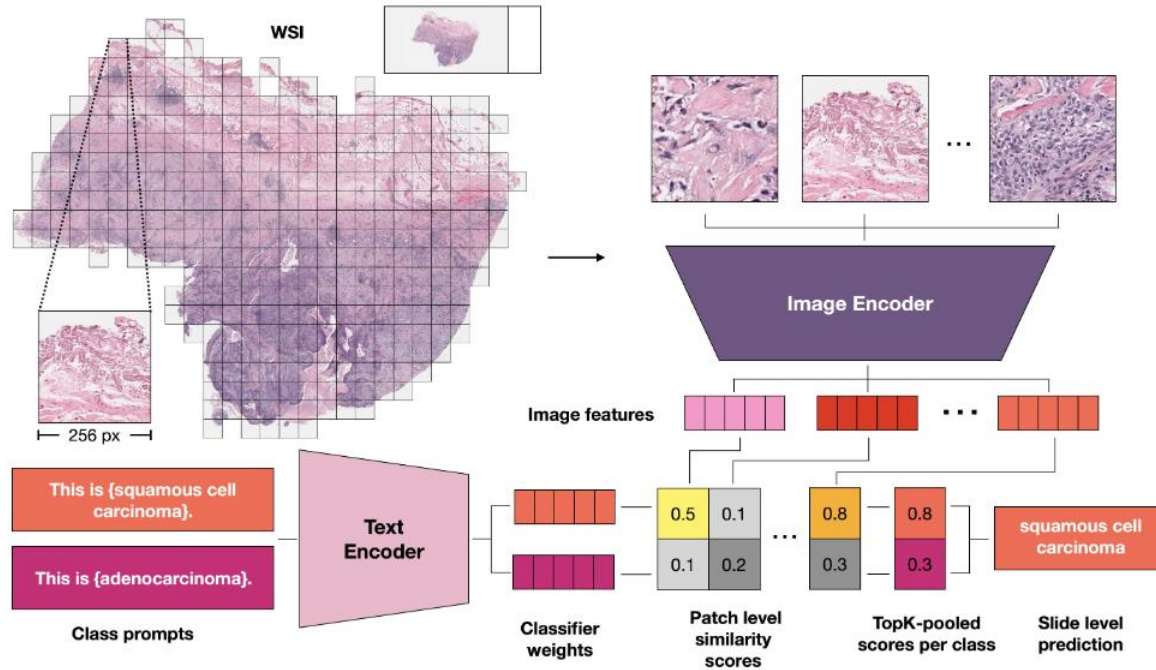 WSI
256 px
Image Encoder
Image features
This is {squamous cell
carcinoma}.
This is {adenocarcinoma}.
Class prompts
Text
Encoder
Classifier
weights
0.5
0.1
0.8
0.8
0.1
0.2
0.3
0.3
Patch level
similarity
scores
TopK-pooled
scores per class
squamous cell
carcinoma
Slide level
prediction